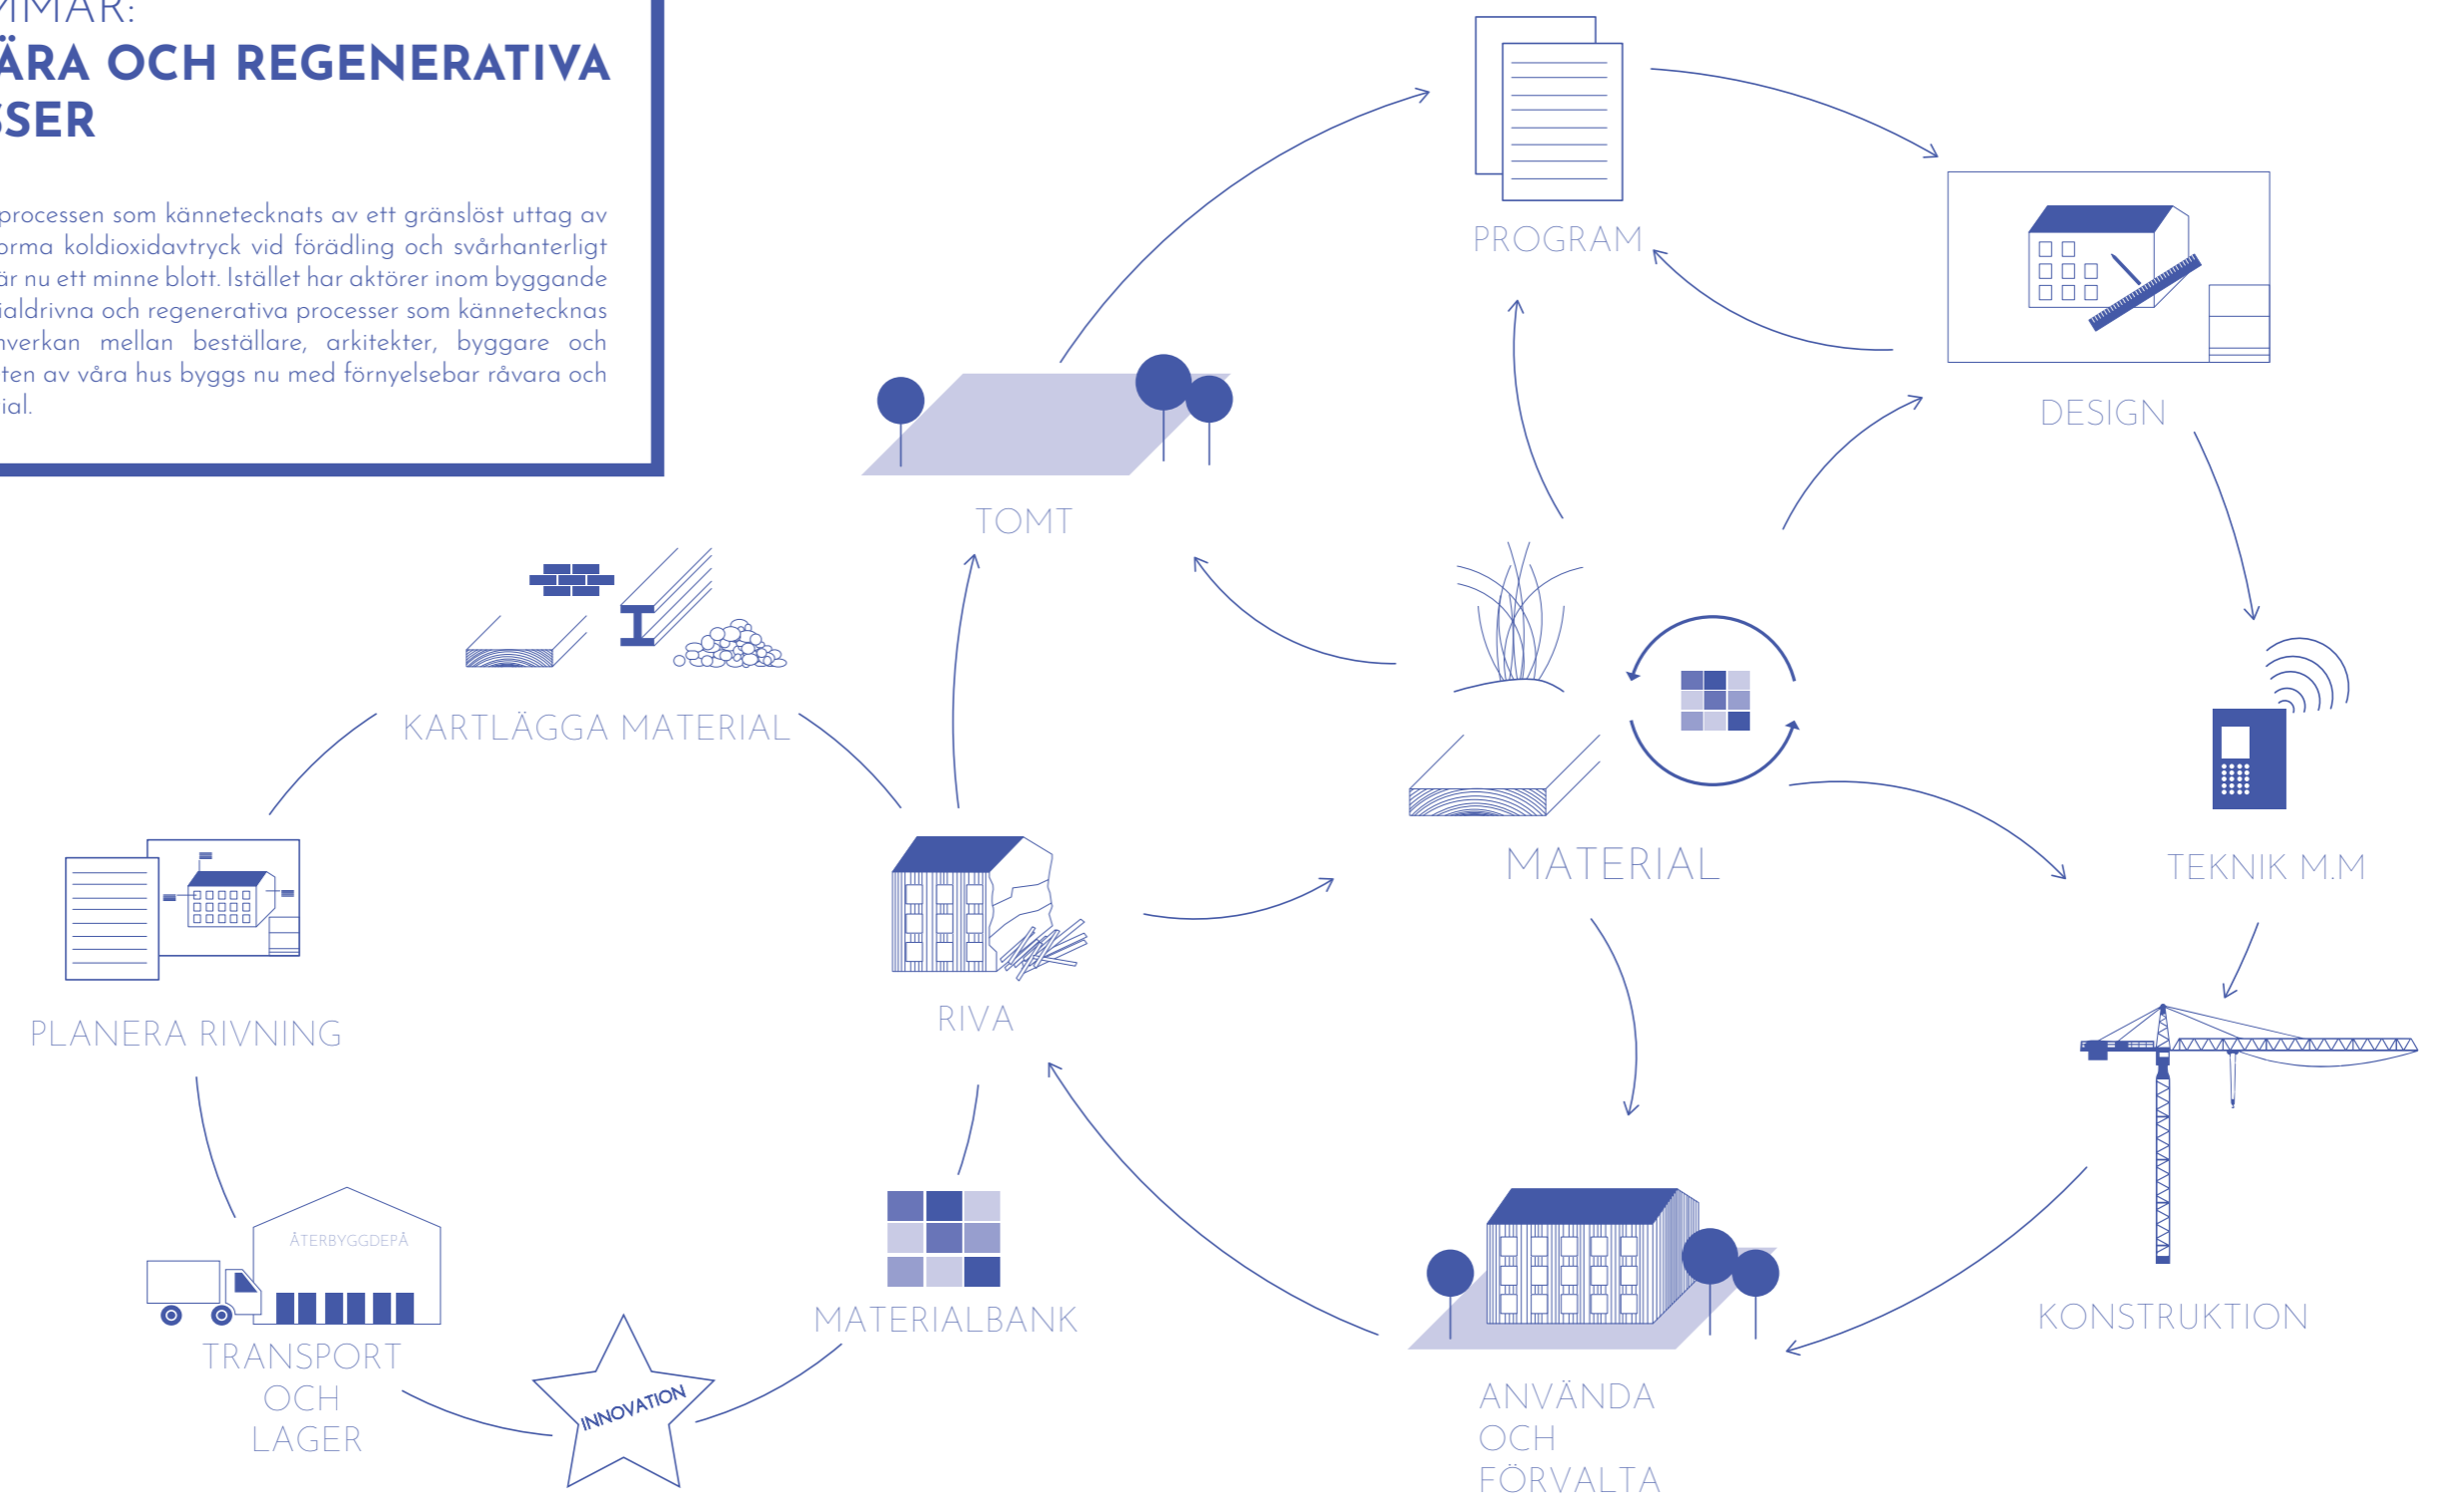 MMAR:
ÄRA OCH REGENERATIVA
SSER
processen som kännetecknats av ett gränslöst uttag av
orma koldioxidavtryck vid förädling och svårhanterligt
är nu ett minne blott. Istället har aktörer inom byggande
ialdrivna och regenerativa processer som kännetecknas
nverkan mellan beställare, arkitekter, byggare och
ten av våra hus byggs nu med förnyelsebar råvara och
ial.
PROGRAM
DESIGN
TOMT
KARTLÄGGA MATERIAL
MATERIAL
TEKNIK M.M
RIVA
PLANERA RIVNING
ÅTERBYGGDEPÅ
TRANSPORT
OCH
LAGER
INNOVATION
MATERIALBANK
KONSTRUKTION
ANVÄNDA
OCH
FÖRVALTA